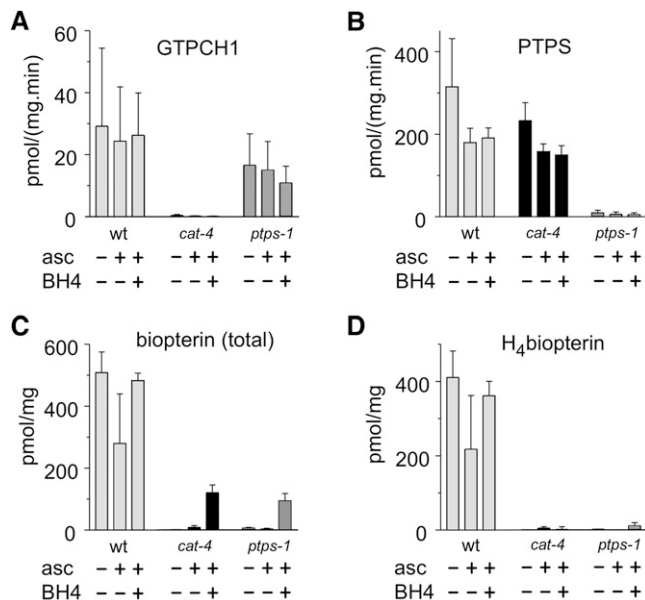 A
GTPCH1
pmol/(mg.min)
60
40
20
0
wt cat-4 ptps-1
asc − + + − + + − + +
BH4 − − + − − + − − +
B
PTPS
pmol/(mg.min)
400
200
0
wt cat-4 ptps-1
asc − + + − + + − + +
BH4 − − + − − + − − +
C
biopterin (total)
pmol/mg
600
400
200
0
wt cat-4 ptps-1
asc − + + − + + − + +
BH4 − − + − − + − − +
D
H₄biopterin
pmol/mg
400
200
0
wt cat-4 ptps-1
asc − + + − + + − + +
BH4 − − + − − + − − +